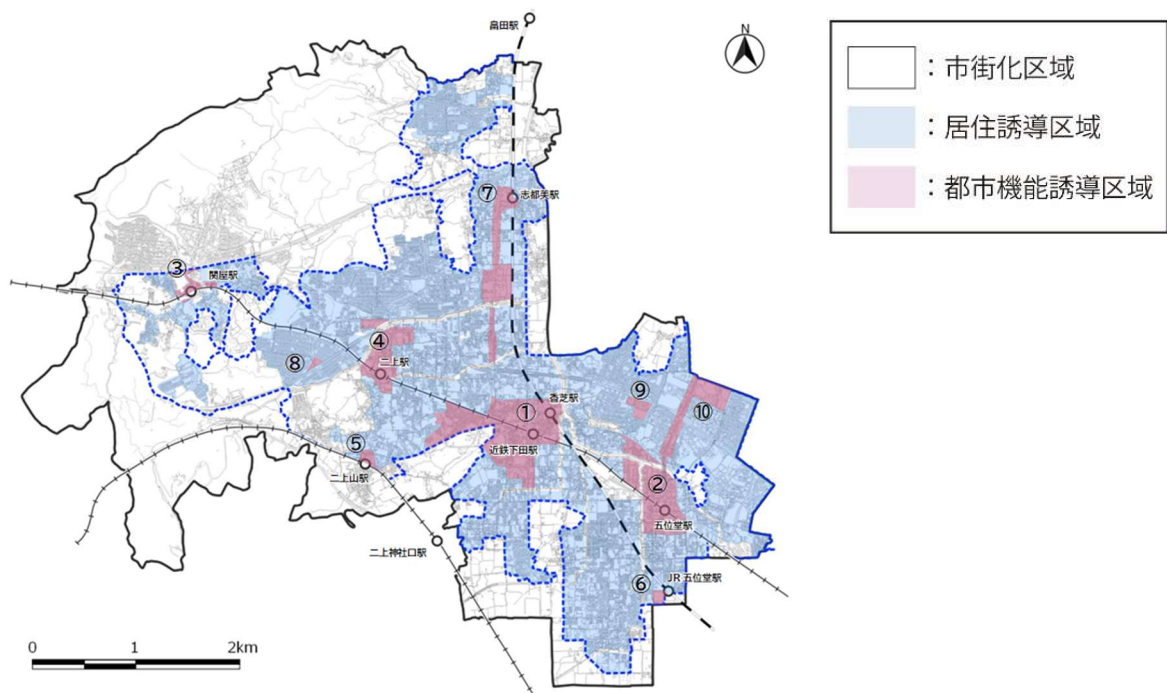 畠田駅
N
：市街化区域
：居住誘導区域
：都市機能誘導区域
⑦
志都美駅
③
関屋駅
④
⑧
二上駅
⑨
⑩
①
香芝駅
近鉄下田駅
⑤
二上山駅
②
五位堂駅
二上神社口駅
⑥
JR 五位堂駅
0 1 2km